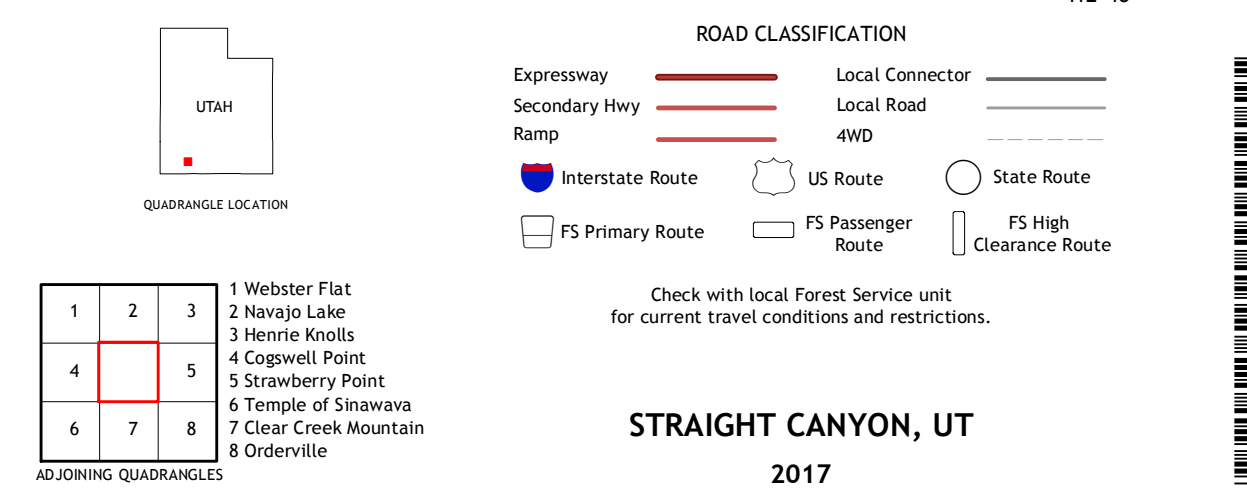 ROAD CLASSIFICATION
Expressway
Local Connector
Secondary Hwy
Local Road
Ramp
4WD
Interstate Route
US Route
State Route
FS Primary Route
FS Passenger
Route
FS High
Clearance Route
Check with local Forest Service unit
for current travel conditions and restrictions.
UTAH
QUADRANGLE LOCATION
1 2 3
4 5
6 7 8
1 Webster Flat
2 Navajo Lake
3 Henrie Knolls
4 Cogswell Point
5 Strawberry Point
6 Temple of Sinawava
7 Clear Creek Mountain
8 Orderville
ADJOINING QUADRANGLES
STRAIGHT CANYON, UT
2017